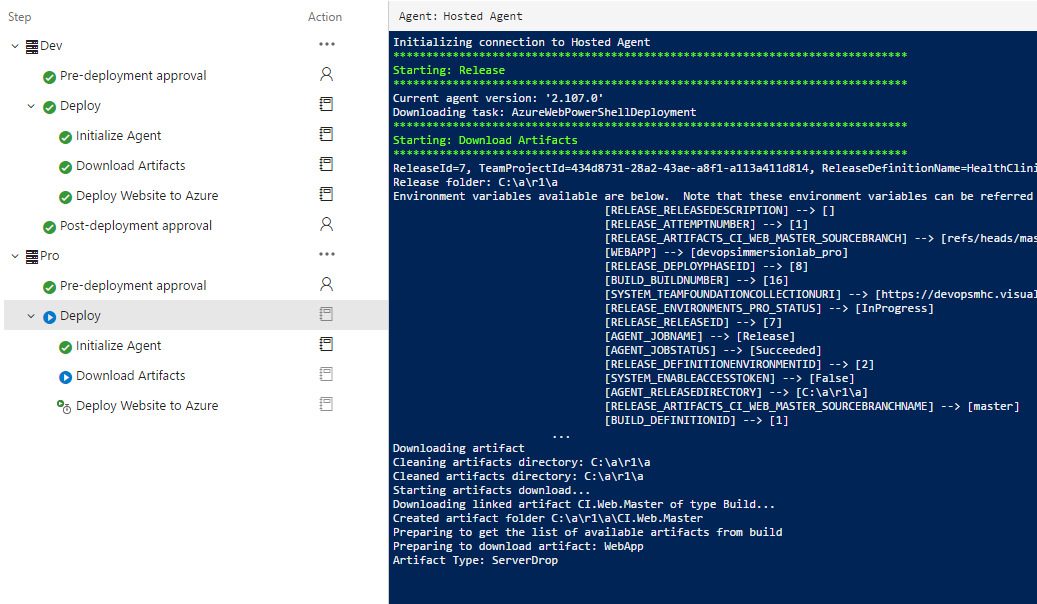 Step Action
Dev
Pre-deployment approval
Deploy
Initialize Agent
Download Artifacts
Deploy Website to Azure
Post-deployment approval
Pro
Pre-deployment approval
Deploy
Initialize Agent
Download Artifacts
Deploy Website to Azure
Agent: Hosted Agent
Initializing connection to Hosted Agent
******************************************************************************
Starting: Release
******************************************************************************
Current agent version: '2.107.0'
Downloading task: AzureWebPowerShellDeployment
******************************************************************************
Starting: Download Artifacts
******************************************************************************
ReleaseId=7, TeamProjectId=434d8731-28a2-43ae-a8f1-a113a411d814, ReleaseDefinitionName=HealthClini
Release folder: C:\a\r1\a
Environment variables available are below.  Note that these environment variables can be referred
[RELEASE_RELEASEDESCRIPTION] --> []
[RELEASE_ATTEMPTNUMBER] --> [1]
[RELEASE_ARTIFACTS_CI_WEB_MASTER_SOURCEBRANCH] --> [refs/heads/mas
[WEBAPP] --> [devopsimmersionlab_pro]
[RELEASE_DEPLOYPHASEID] --> [8]
[BUILD_BUILDNUMBER] --> [16]
[SYSTEM_TEAMFOUNDATIONCOLLECTIONURI] --> [https://devopsmhc.visual
[RELEASE_ENVIRONMENTS_PRO_STATUS] --> [InProgress]
[RELEASE_RELEASEID] --> [7]
[AGENT_JOBNAME] --> [Release]
[AGENT_JOBSTATUS] --> [Succeeded]
[RELEASE_DEFINITIONENVIRONMENTID] --> [2]
[SYSTEM_ENABLEACCESSTOKEN] --> [False]
[AGENT_RELEASEDIRECTORY] --> [C:\a\r1\a]
[RELEASE_ARTIFACTS_CI_WEB_MASTER_SOURCEBRANCHNAME] --> [master]
[BUILD_DEFINITIONID] --> [1]
...
Downloading artifact
Cleaning artifacts directory: C:\a\r1\a
Cleaned artifacts directory: C:\a\r1\a
Starting artifacts download...
Downloading linked artifact CI.Web.Master of type Build...
Created artifact folder C:\a\r1\a\CI.Web.Master
Preparing to get the list of available artifacts from build
Preparing to download artifact: WebApp
Artifact Type: ServerDrop